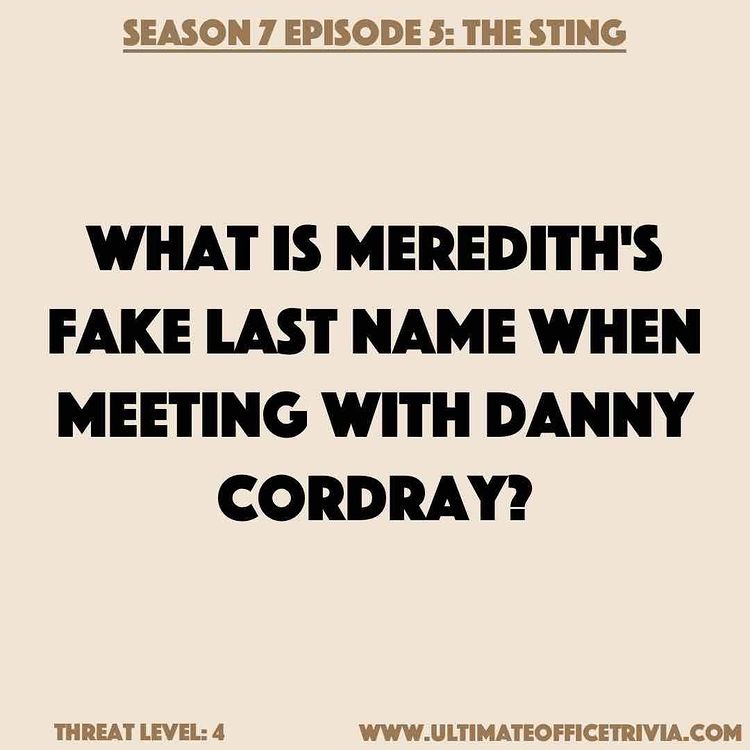 SEASON 7 EPISODE 5: THE STING
WHAT IS MEREDITH'S
FAKE LAST NAME WHEN
MEETING WITH DANNY
CORDRAY?
THREAT LEVEL: 4
WWW.ULTIMATEOFFICETRIVIA.COM